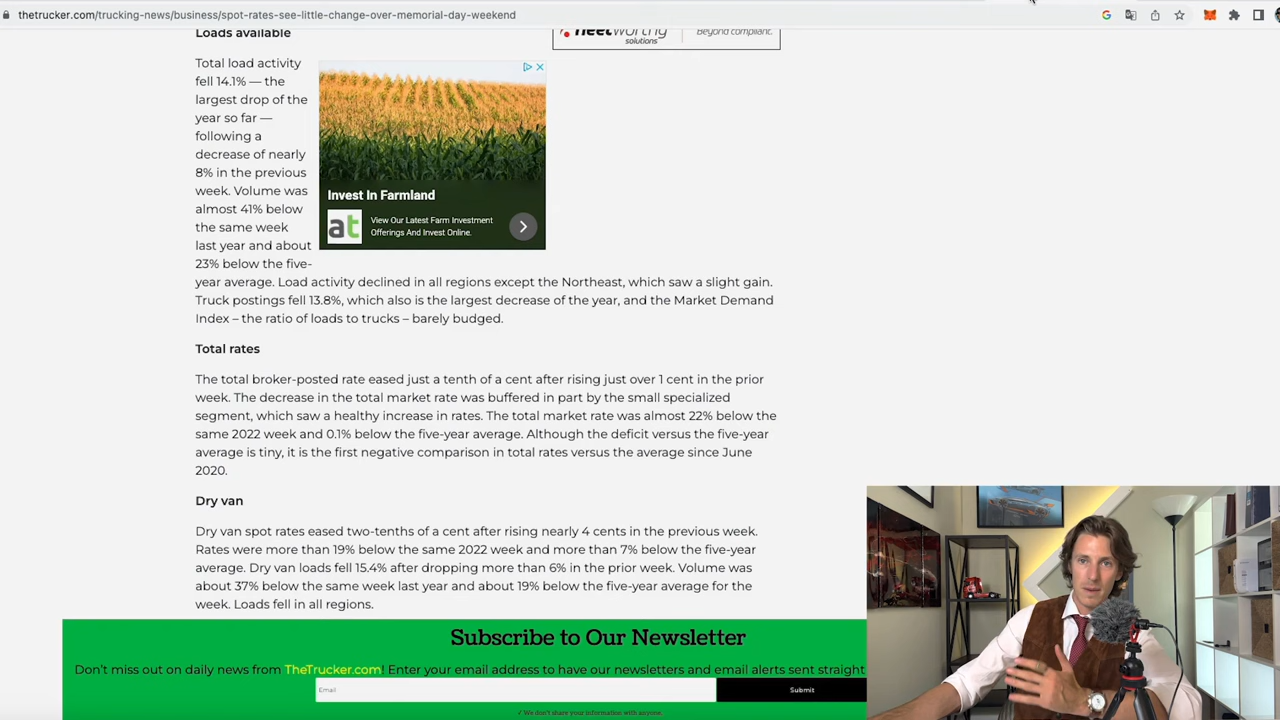 thetrucker.com/trucking-news/business/spot-rates-see-little-change-over-memorial-day-weekend
Loads available
fleetworthy
solutions
Beyond compliant.
Total load activity
fell 14.1% — the
largest drop of the
year so far —
following a
decrease of nearly
8% in the previous
week. Volume was
almost 41% below
the same week
last year and about
23% below the five-
year average. Load activity declined in all regions except the Northeast, which saw a slight gain.
Truck postings fell 13.8%, which also is the largest decrease of the year, and the Market Demand
Index – the ratio of loads to trucks – barely budged.
Invest In Farmland
at
View Our Latest Farm Investment
Offerings And Invest Online.
Total rates
The total broker-posted rate eased just a tenth of a cent after rising just over 1 cent in the prior
week. The decrease in the total market rate was buffered in part by the small specialized
segment, which saw a healthy increase in rates. The total market rate was almost 22% below the
same 2022 week and 0.1% below the five-year average. Although the deficit versus the five-year
average is tiny, it is the first negative comparison in total rates versus the average since June
2020.
Dry van
Dry van spot rates eased two-tenths of a cent after rising nearly 4 cents in the previous week.
Rates were more than 19% below the same 2022 week and more than 7% below the five-year
average. Dry van loads fell 15.4% after dropping more than 6% in the prior week. Volume was
about 37% below the same week last year and about 19% below the five-year average for the
week. Loads fell in all regions.
Subscribe to Our Newsletter
Don’t miss out on daily news from TheTrucker.com! Enter your email address to have our newsletters and email alerts sent straight
Email
Submit
✓ We don't share your information with anyone.